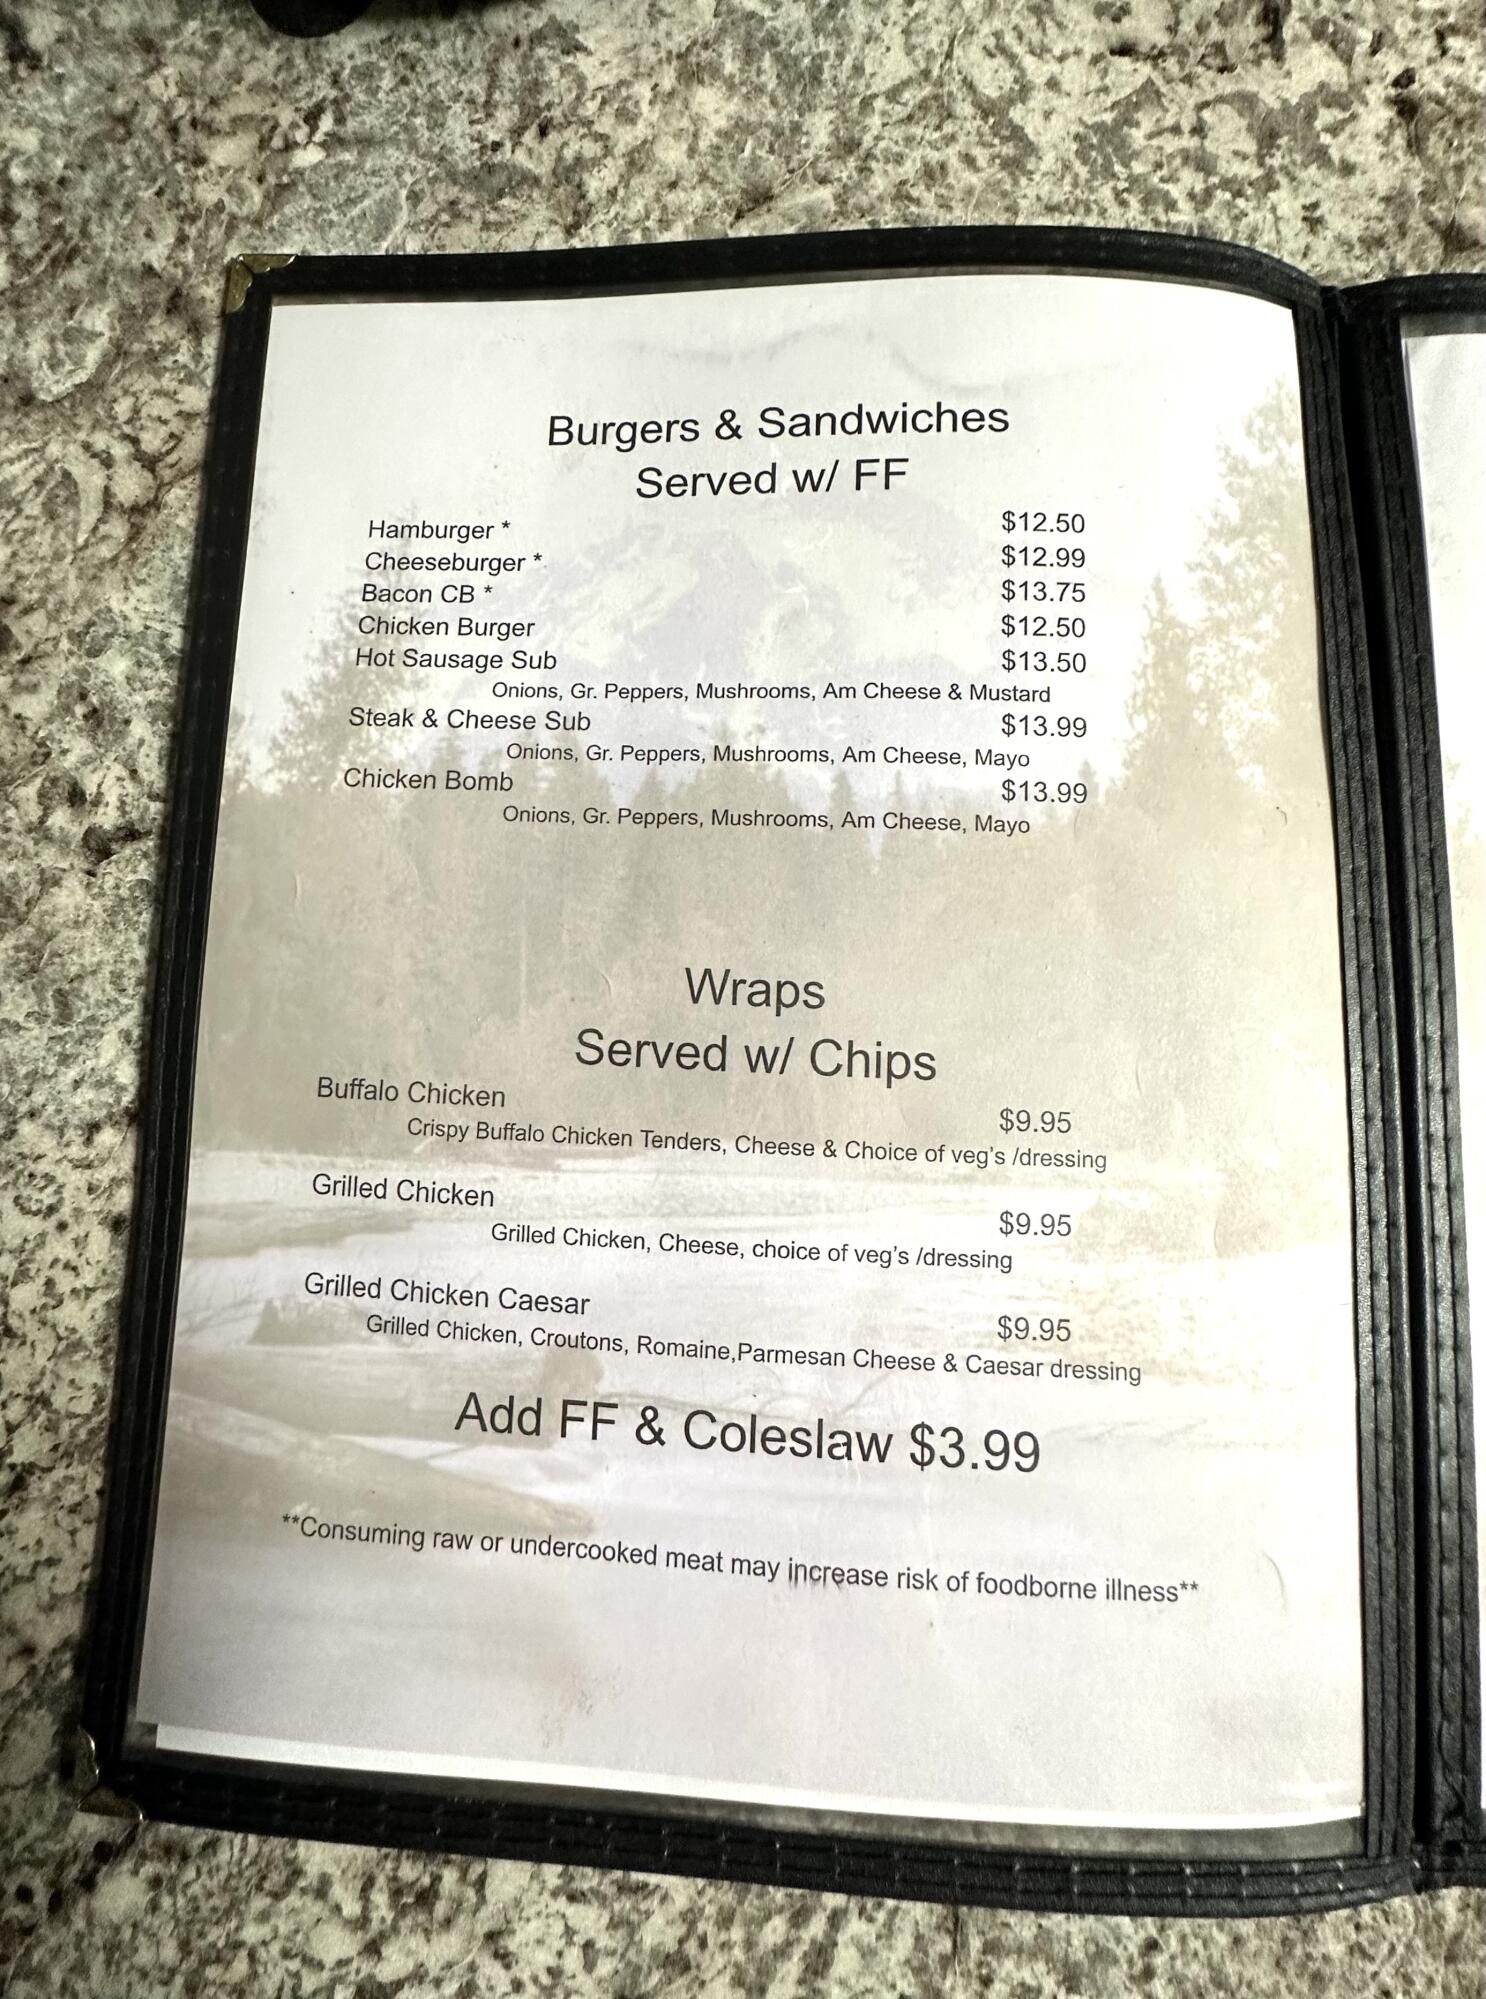 Burgers & Sandwiches
Served w/ FF
Hamburger * $12.50
Cheeseburger * $12.99
Bacon CB * $13.75
Chicken Burger $12.50
Hot Sausage Sub $13.50
Onions, Gr. Peppers, Mushrooms, Am Cheese & Mustard
Steak & Cheese Sub $13.99
Onions, Gr. Peppers, Mushrooms, Am Cheese, Mayo
Chicken Bomb $13.99
Onions, Gr. Peppers, Mushrooms, Am Cheese, Mayo
Wraps
Served w/ Chips
Buffalo Chicken $9.95
Crispy Buffalo Chicken Tenders, Cheese & Choice of veg's /dressing
Grilled Chicken $9.95
Grilled Chicken, Cheese, choice of veg's /dressing
Grilled Chicken Caesar $9.95
Grilled Chicken, Croutons, Romaine,Parmesan Cheese & Caesar dressing
Add FF & Coleslaw $3.99
**Consuming raw or undercooked meat may increase risk of foodborne illness**